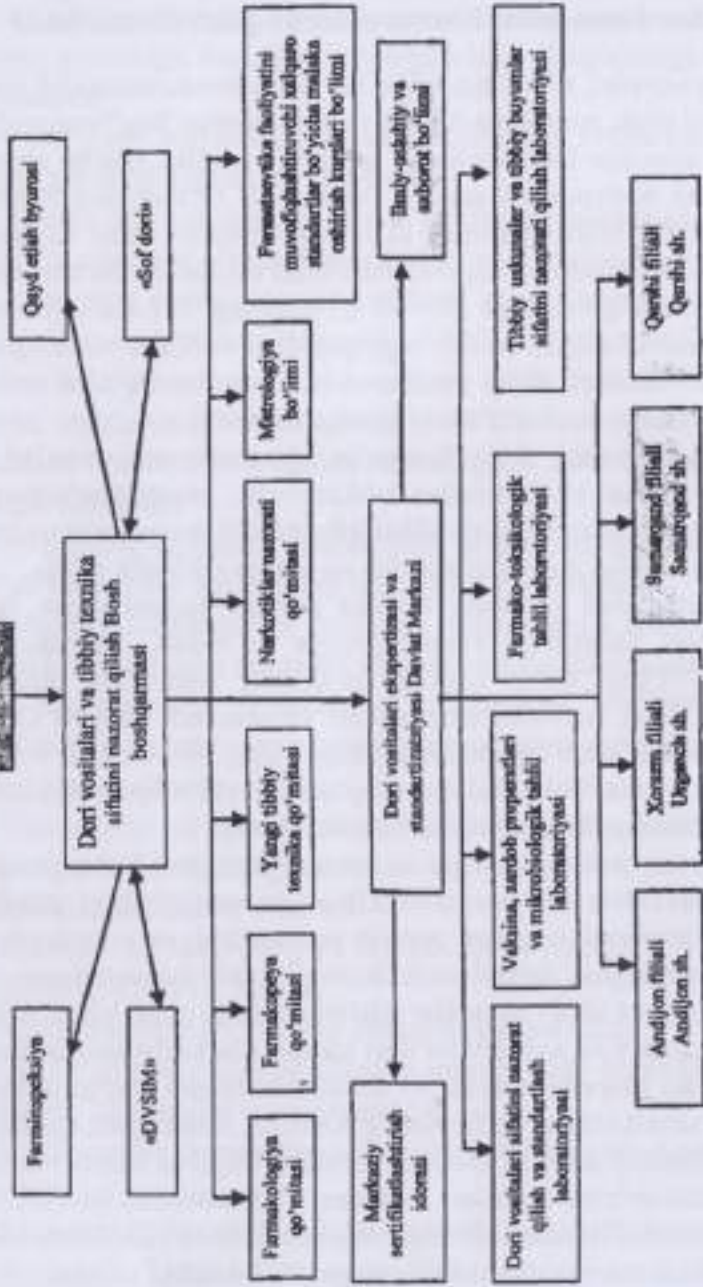 Farminspeksiya
Qayd etish byurosi
Dori vositalari va tibbiy texnika
sifatini nazorat qilish Bosh
boshqarmasi
«DVSIM»
«Sof dori»
Farmakologiya
qo‘mitasi
Farmakopeya
qo‘mitasi
Yangi tibbiy
texnika qo‘mitasi
Narkotiklar nazorati
qo‘mitasi
Metrologya
bo‘limi
Farmatsevtika faoliyatini
muvofiqlashtiruvchi xalqaro
standartlar bo‘yicha malaka
oshirish kurslari bo‘limi
Markaziy
sertifikatlashtirish
idorasi
Dori vositalari ekspertizasi va
standartizatsiyasi Davlat Markazi
Ilmiy-uslubiy va
axborot bo‘limi
Dori vositalari sifatini nazorat
qilish va standartlash
laboratoriyasi
Vaksina, zardob preparatlari
va mikrobiologik tahlil
laboratoriyasi
Farmako-toksikologik
tahlil laboratoriyasi
Tibbiy uskunalar va tibbiy buyumlar
sifatini nazorat qilish laboratoriyasi
Andijon filiali
Andijon sh.
Xorazm filiali
Urganch sh.
Samarqand filiali
Samarqand sh.
Qarshi filiali
Qarshi sh.